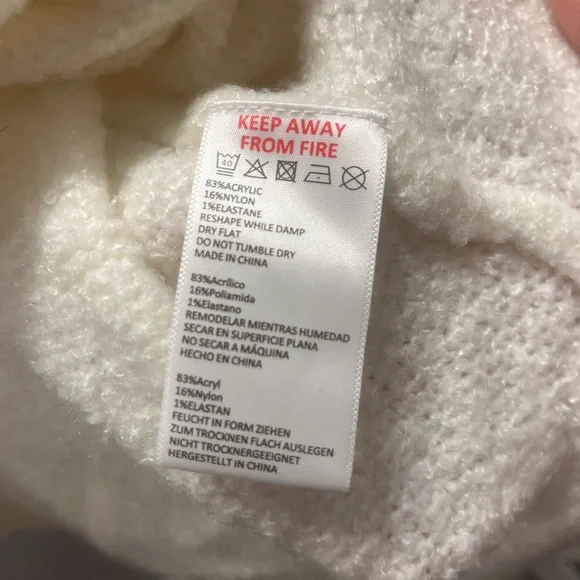 KEEP AWAY
FROM FIRE
40
83%ACRYLIC
16%NYLON
1%ELASTANE
RESHAPE WHILE DAMP
DRY FLAT
DO NOT TUMBLE DRY
MADE IN CHINA
83%Acrílico
16%Poliamida
1%Elastano
REMODELAR MIENTRAS HUMEDAD
SECAR EN SUPERFICIE PLANA
NO SECAR A MÁQUINA
HECHO EN CHINA
83%Acryl
16%Nylon
1%ELASTAN
FEUCHT IN FORM ZIEHEN
ZUM TROCKNEN FLACH AUSLEGEN
NICHT TROCKNERGEEIGNET
HERGESTELLT IN CHINA